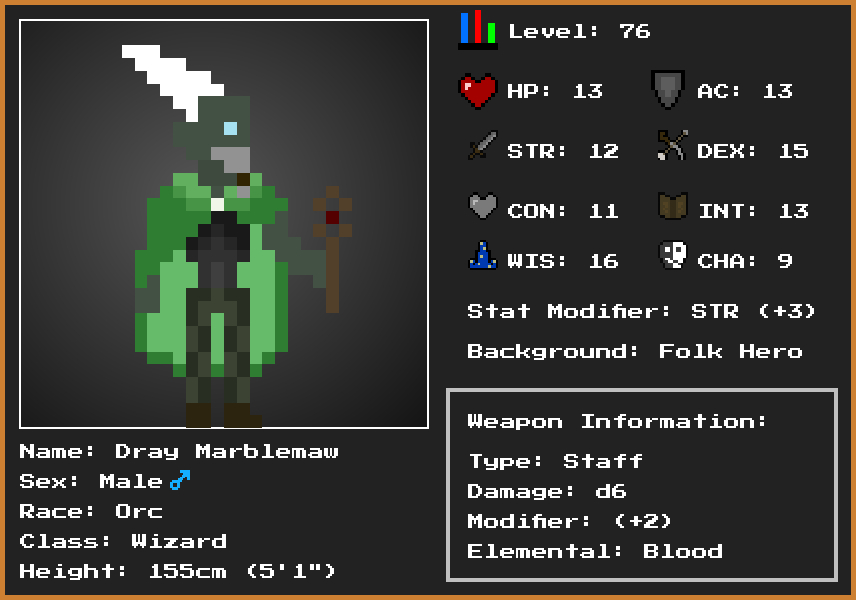 Level: 76
HP: 13
AC: 13
STR: 12
DEX: 15
CON: 11
INT: 13
WIS: 16
CHA: 9
Stat Modifier: STR (+3)
Background: Folk Hero
Weapon Information:
Type: Staff
Damage: d6
Modifier: (+2)
Elemental: Blood
Name: Dray Marblemaw
Sex: Male ♂
Race: Orc
Class: Wizard
Height: 155cm (5'1")